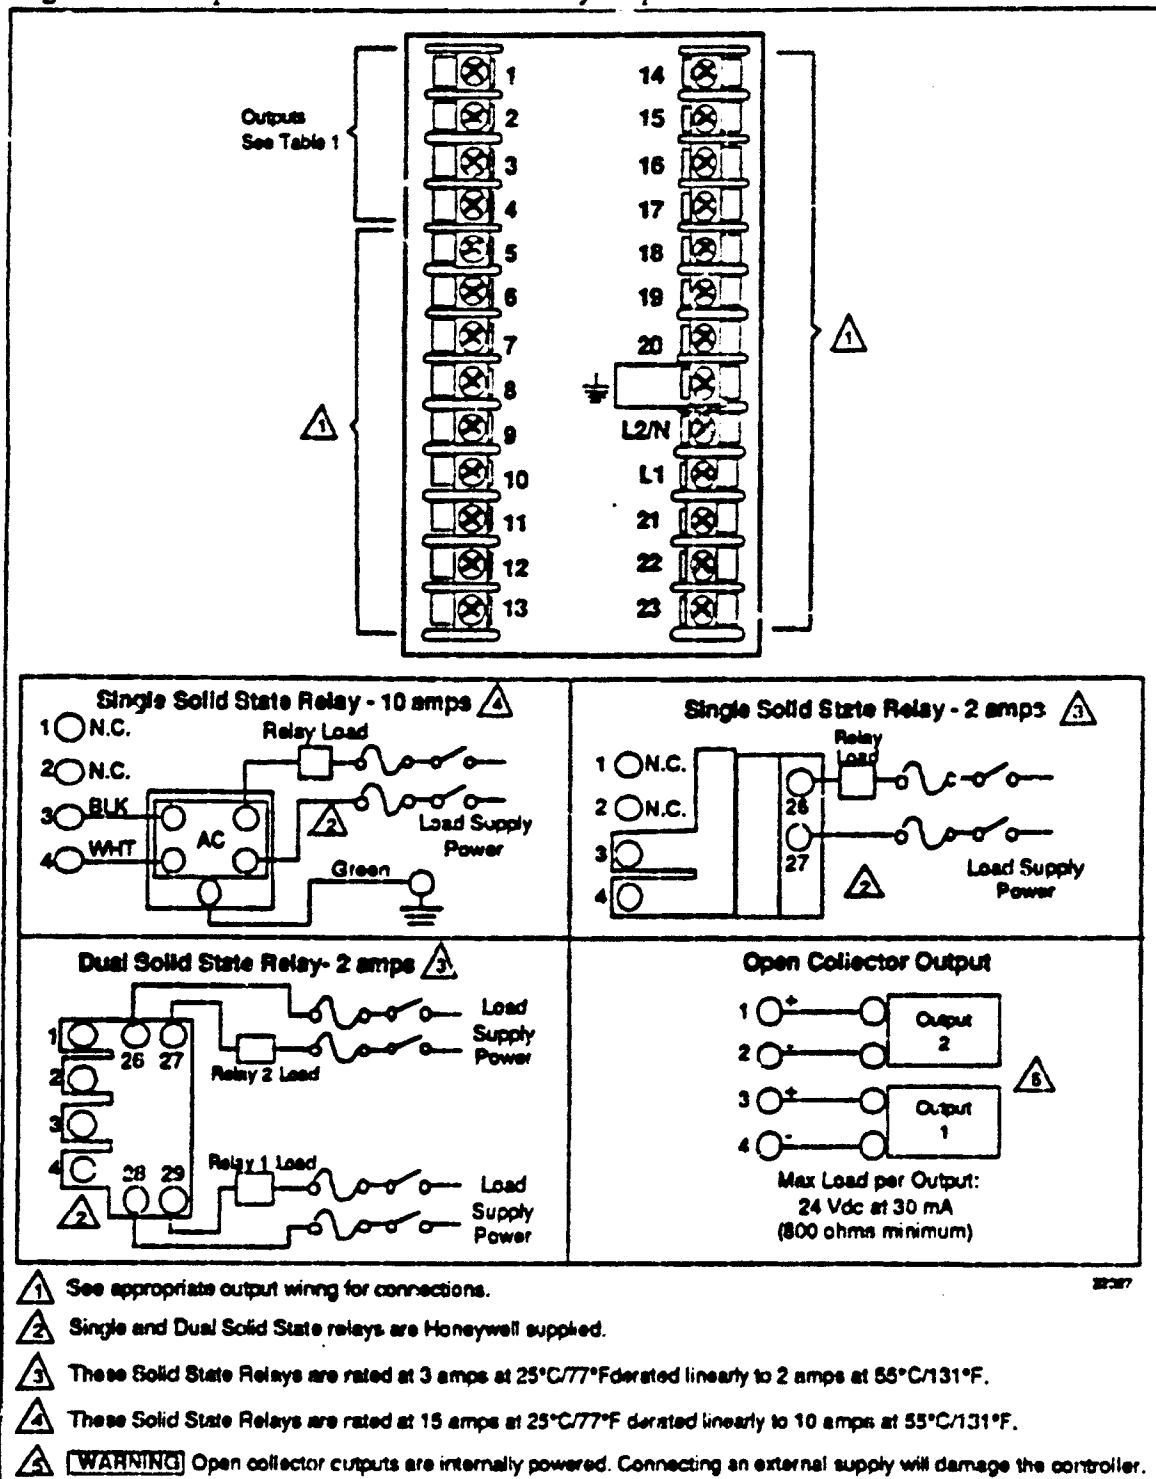 1
2
3
4
5
6
7
8
9
10
11
12
13
14
15
16
17
18
19
20
L2/N
L1
21
22
23
Outputs
See Table 1
1
1
Single Solid State Relay - 10 amps 4
1 N.C.
2 N.C.
3 BLK
4 WHT
AC
Relay Load
2
Load Supply
Power
Green
Single Solid State Relay - 2 amps 3
1 N.C.
2 N.C.
3
4
26
27
Relay
Load
2
Load Supply
Power
Dual Solid State Relay- 2 amps 3
1
2
3
4
26 27
Relay 2 Load
Load
Supply
Power
28 29
Relay 1 Load
2
Load
Supply
Power
Open Collector Output
1 +
2 -
Output
2
3 +
4 -
Output
1
Max Load per Output:
24 Vdc at 30 mA
(800 ohms minimum)
1 See appropriate output wiring for connections.
2 Single and Dual Solid State relays are Honeywell supplied.
3 These Solid State Relays are rated at 3 amps at 25°C/77°Fderated linearly to 2 amps at 55°C/131°F.
4 These Solid State Relays are rated at 15 amps at 25°C/77°F derated linearly to 10 amps at 55°C/131°F.
5 WARNING Open collector outputs are internally powered. Connecting an external supply will damage the controller.